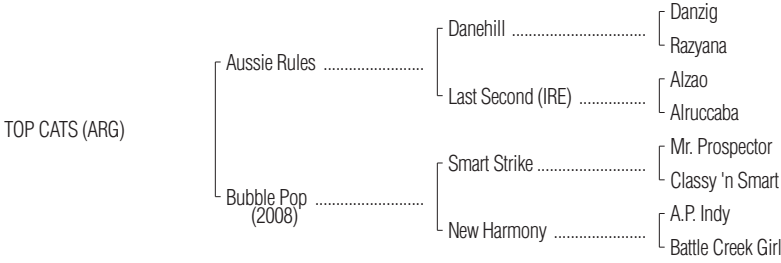 Danzig
Danehill ..............................
Razyana
Aussie Rules ......................
Alzao
Last Second (IRE) ...............
Alruccaba
TOP CATS (ARG)
Mr. Prospector
Smart Strike .........................
Classy 'n Smart
Bubble Pop ........................
(2008)
A.P. Indy
New Harmony .....................
Battle Creek Girl